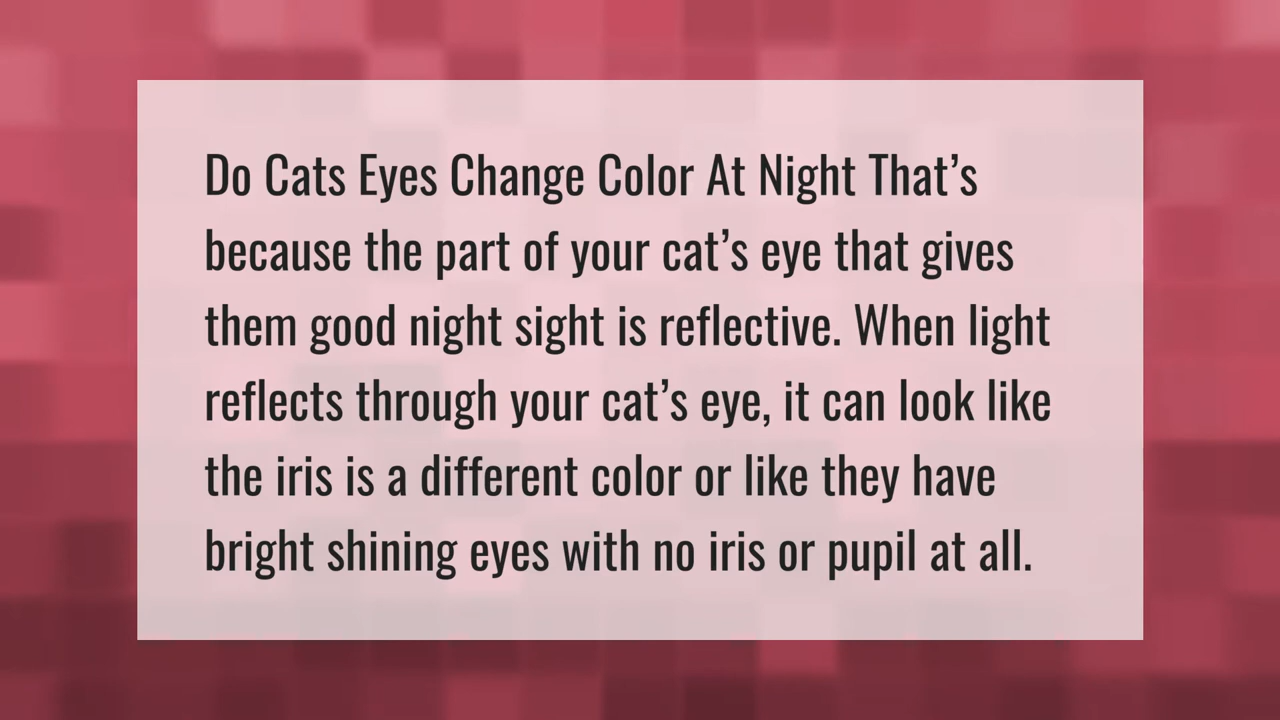 Do Cats Eyes Change Color At Night That’s
because the part of your cat’s eye that gives
them good night sight is reflective. When light
reflects through your cat’s eye, it can look like
the iris is a different color or like they have
bright shining eyes with no iris or pupil at all.